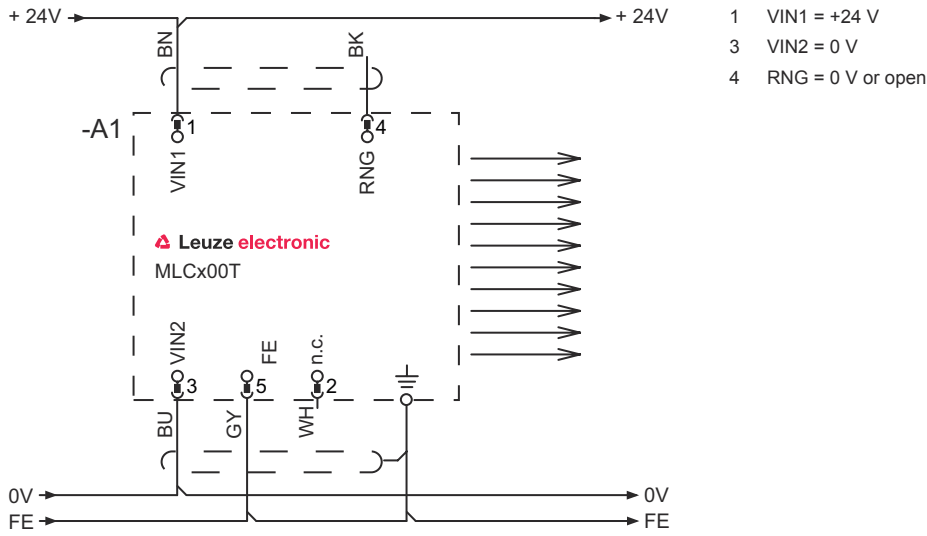 + 24V
+ 24V
1 VIN1 = +24 V
3 VIN2 = 0 V
4 RNG = 0 V or open
BN
BK
-A1
1
4
VIN1
RNG
Leuze electronic
MLCx00T
VIN2
FE
n.c.
3
5
2
BU
GY
WH
0V
0V
FE
FE